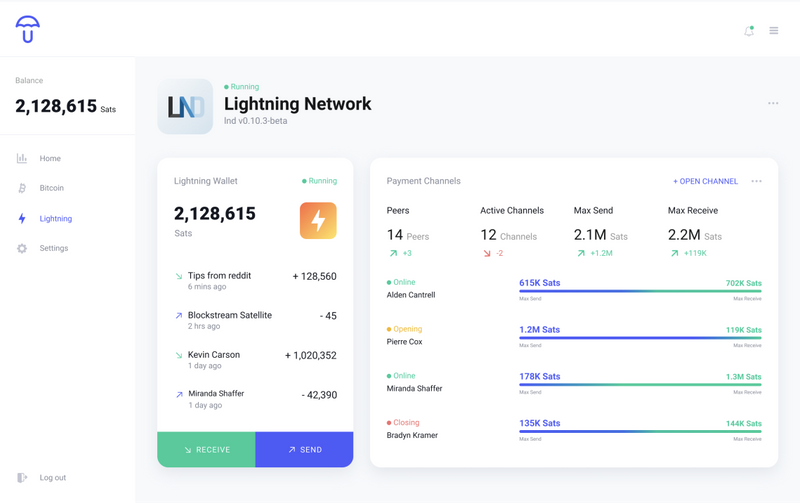 Balance
2,128,615 Sats
Home
Bitcoin
Lightning
Settings
Log out
LND
Running
Lightning Network
lnd v0.10.3-beta
Lightning Wallet
Running
2,128,615
Sats
Tips from reddit + 128,560
6 mins ago
Blockstream Satellite - 45
2 hrs ago
Kevin Carson + 1,020,352
1 day ago
Miranda Shaffer - 42,390
1 day ago
RECEIVE
SEND
Payment Channels
+ OPEN CHANNEL
Peers Active Channels Max Send Max Receive
14 Peers 12 Channels 2.1M Sats 2.2M Sats
+3 -2 +1.2M +119K
Online 615K Sats 702K Sats
Alden Cantrell Max Send Max Receive
Opening 1.2M Sats 119K Sats
Pierre Cox Max Send Max Receive
Online 178K Sats 1.3M Sats
Miranda Shaffer Max Send Max Receive
Closing 135K Sats 144K Sats
Bradyn Kramer Max Send Max Receive